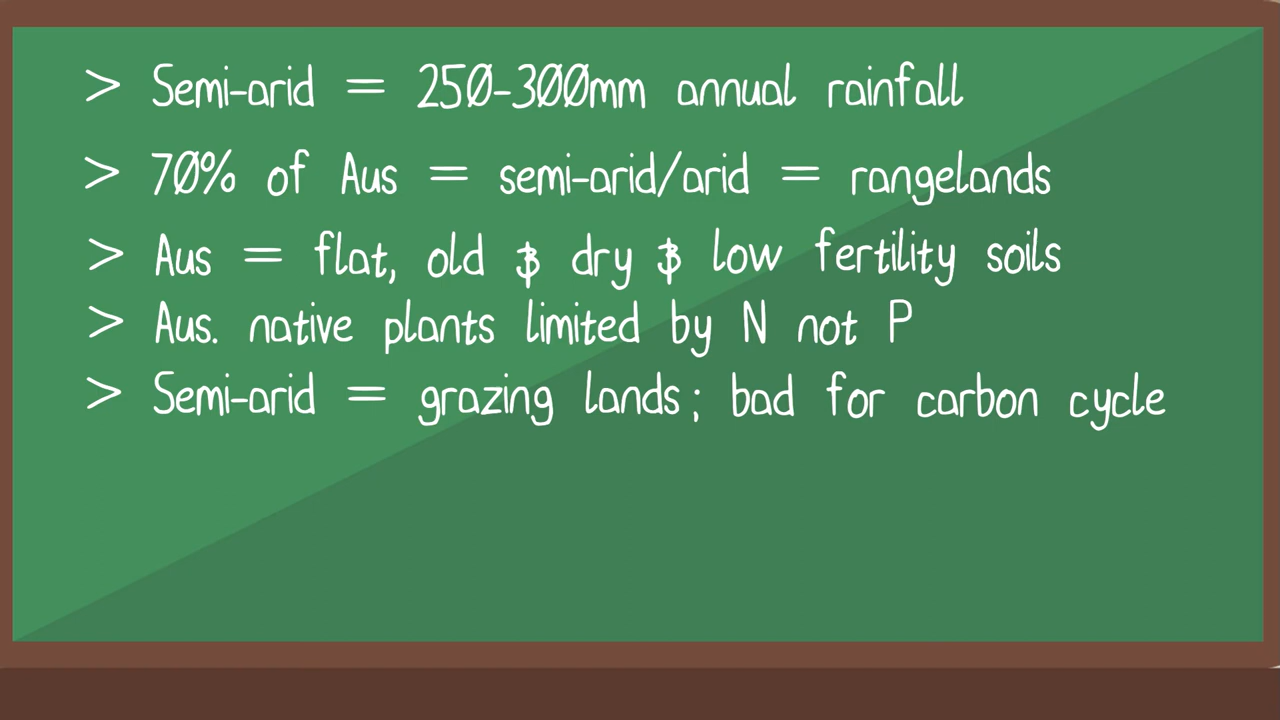 > Semi-arid = 250-300mm annual rainfall
> 70% of Aus = semi-arid/arid = rangelands
> Aus = flat, old $ dry $ low fertility soils
> Aus. native plants limited by N not P
> Semi-arid = grazing lands; bad for carbon cycle